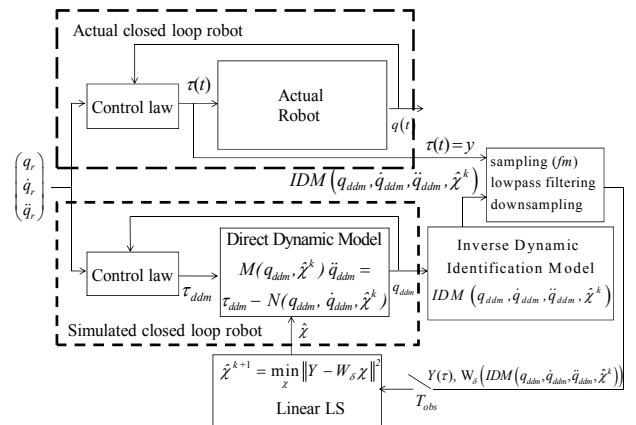 Actual closed loop robot
Control law
τ(t)
Actual
Robot
q(t)
τ(t) = y
(q_r
q̇_r
q̈_r)
IDM(q_ddm, q̇_ddm, q̈_ddm, χ̂^k)
sampling (fm)
lowpass filtering
downsampling
Control law
τ_ddm
Direct Dynamic Model
M(q_ddm, χ̂^k) q̈_ddm =
τ_ddm − N(q_ddm, q̇_ddm, χ̂^k)
q_ddm
Inverse Dynamic
Identification Model
IDM(q_ddm, q̇_ddm, q̈_ddm, χ̂^k)
Simulated closed loop robot
χ̂
χ̂^{k+1} = min_χ ‖Y − W_δ χ‖²
Linear LS
Y(τ), W_δ(IDM(q_ddm, q̇_ddm, q̈_ddm, χ̂^k))
T_obs